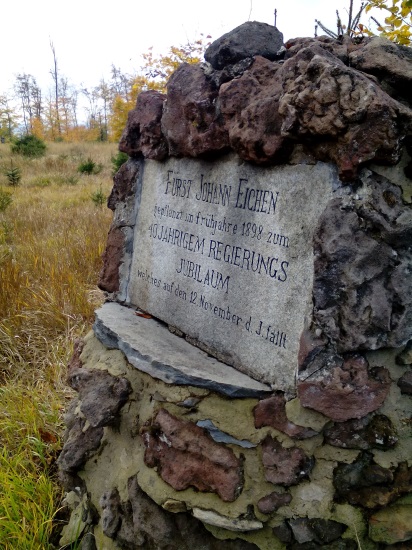 FÜRST JOHANN EICHEN
gepflanzt im Frühjahre 1898 zum
40JÄHRIGEM REGIERUNGS
JUBILÄUM
welches auf den 12. November d. J. fällt